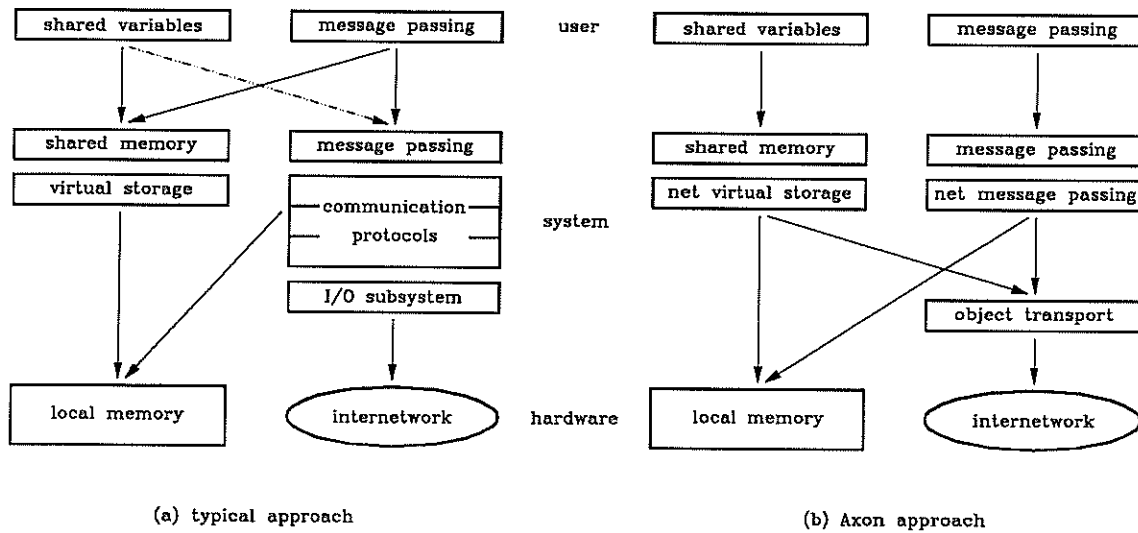 shared variables
message passing
user
shared variables
message passing
shared memory
message passing
shared memory
message passing
virtual storage
communication
protocols
system
net virtual storage
net message passing
I/O subsystem
object transport
local memory
internetwork
hardware
local memory
internetwork
(a) typical approach
(b) Axon approach